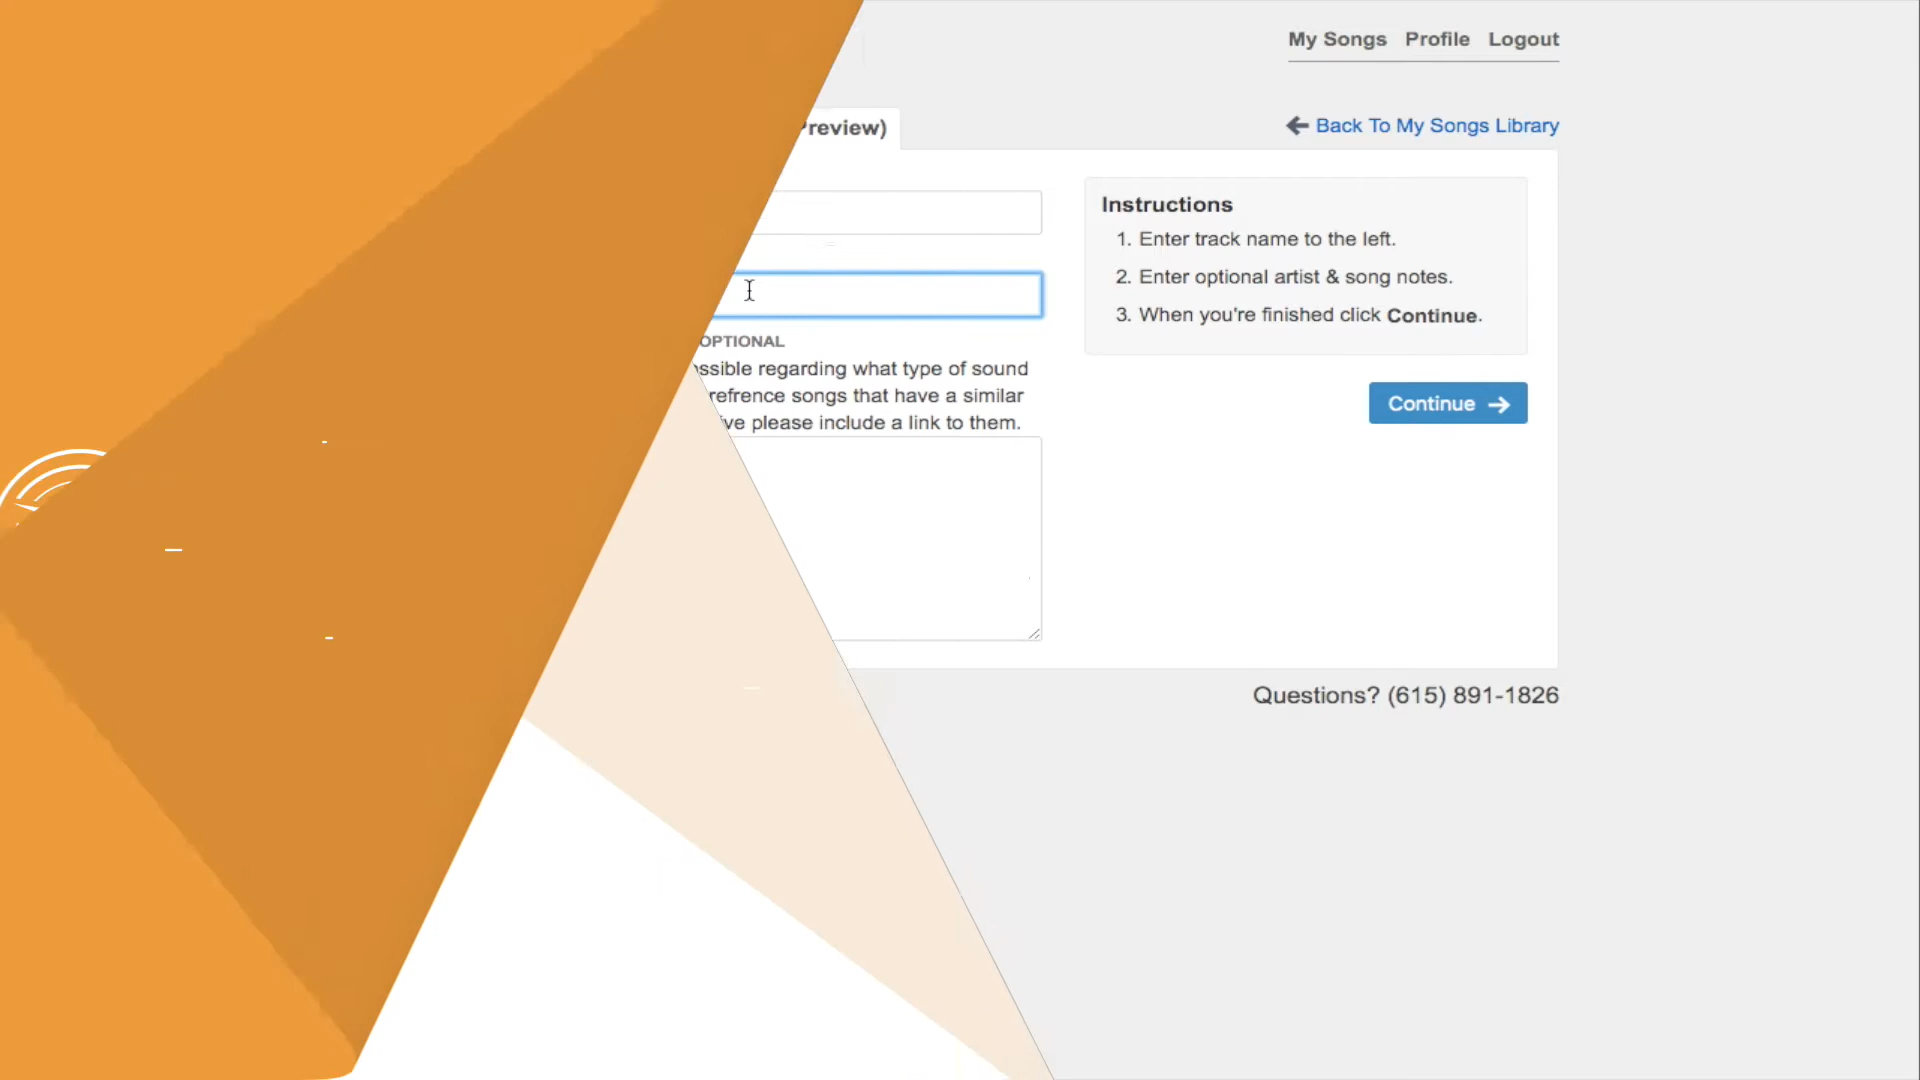 My Songs Profile Logout
Preview)
Back To My Songs Library
Instructions
1. Enter track name to the left.
2. Enter optional artist & song notes.
3. When you're finished click Continue.
OPTIONAL
ssible regarding what type of sound
refrence songs that have a similar
ve please include a link to them.
Continue
Questions? (615) 891-1826